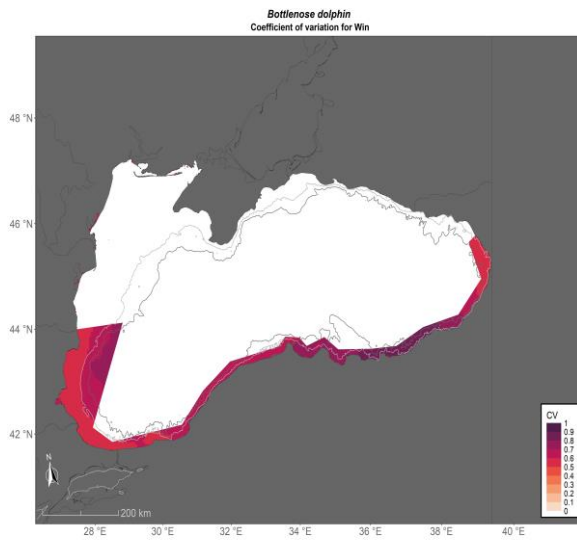 Bottlenose dolphin
Coefficient of variation for Win
48 °N
46 °N
44 °N
42 °N
CV
1
0.9
0.8
0.7
0.6
0.5
0.4
0.3
0.2
0.1
0
N
200 km
28 °E 30 °E 32 °E 34 °E 36 °E 38 °E 40 °E